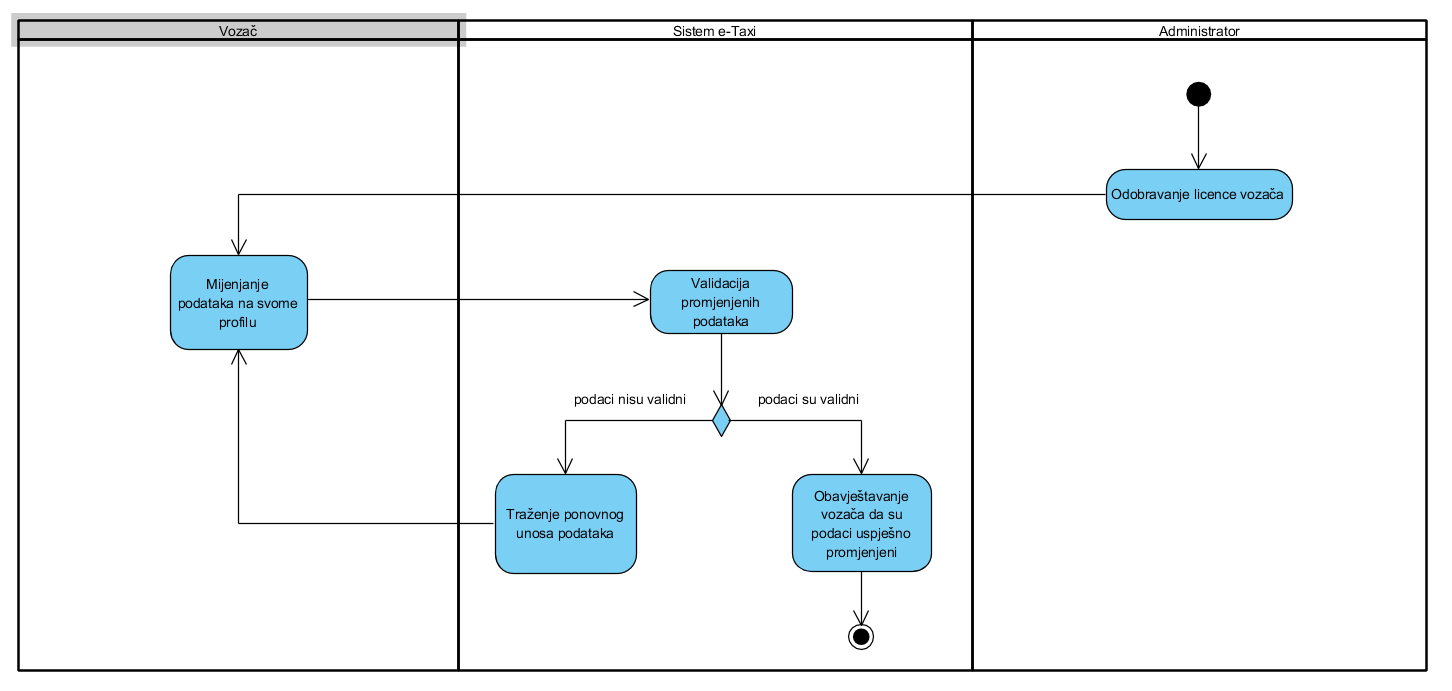 Vozač
Sistem e-Taxi
Administrator
Odobravanje licence vozača
Mijenjanje
podataka na svome
profilu
Validacija
promjenjenih
podataka
podaci nisu validni
podaci su validni
Traženje ponovnog
unosa podataka
Obavještavanje
vozača da su
podaci uspješno
promjenjeni